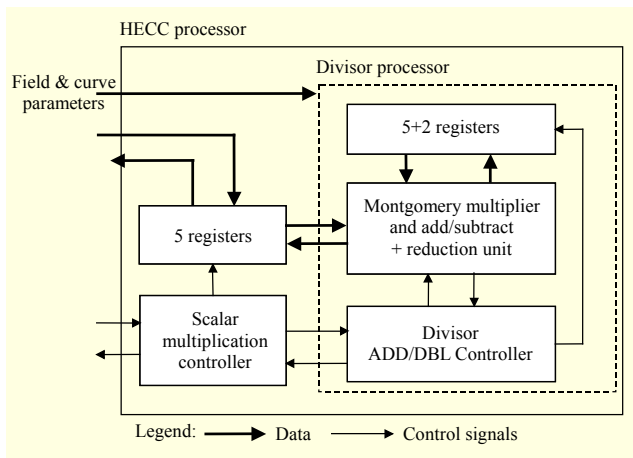 HECC processor
Divisor processor
Field & curve
parameters
5+2 registers
Montgomery multiplier
and add/subtract
+ reduction unit
5 registers
Scalar
multiplication
controller
Divisor
ADD/DBL Controller
Legend: Data Control signals